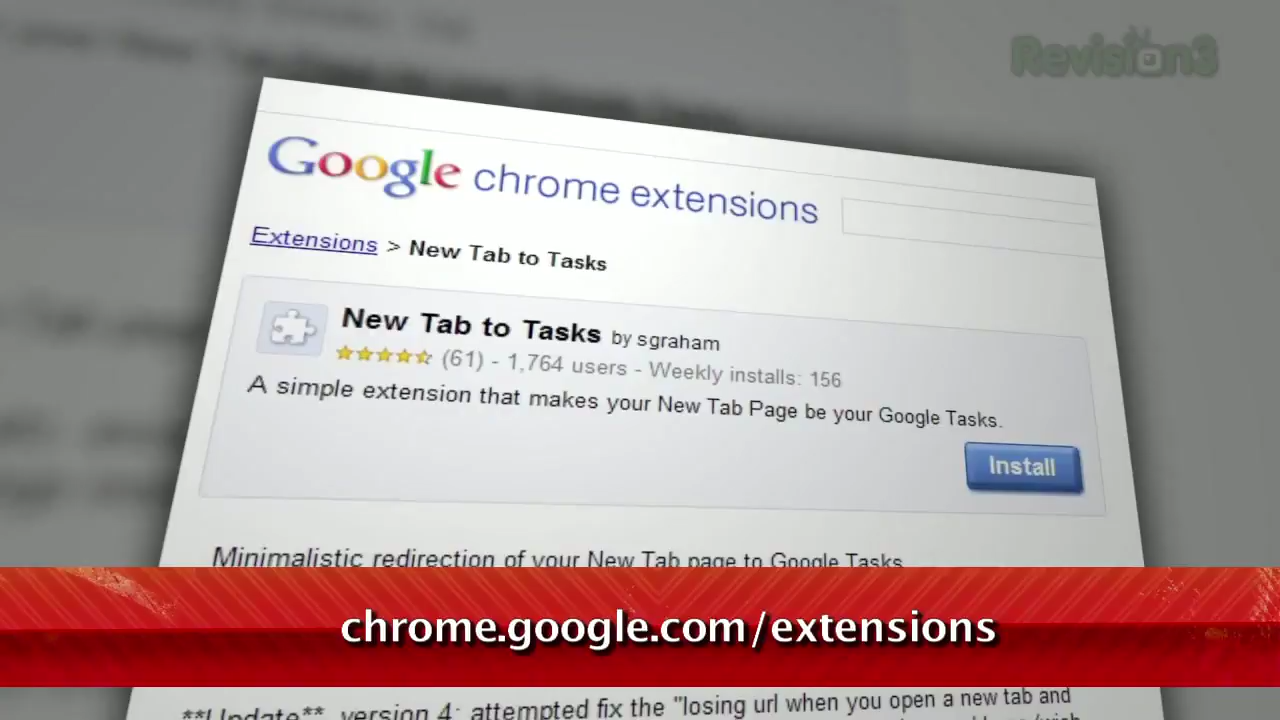 Revision3
Google chrome extensions
Extensions > New Tab to Tasks
New Tab to Tasks by sgraham
(61) - 1,764 users - Weekly installs: 156
A simple extension that makes your New Tab Page be your Google Tasks.
Install
Minimalistic redirection of your New Tab page to Google Tasks
chrome.google.com/extensions
**Update** version 4: attempted fix the "losing url when you open a new tab and